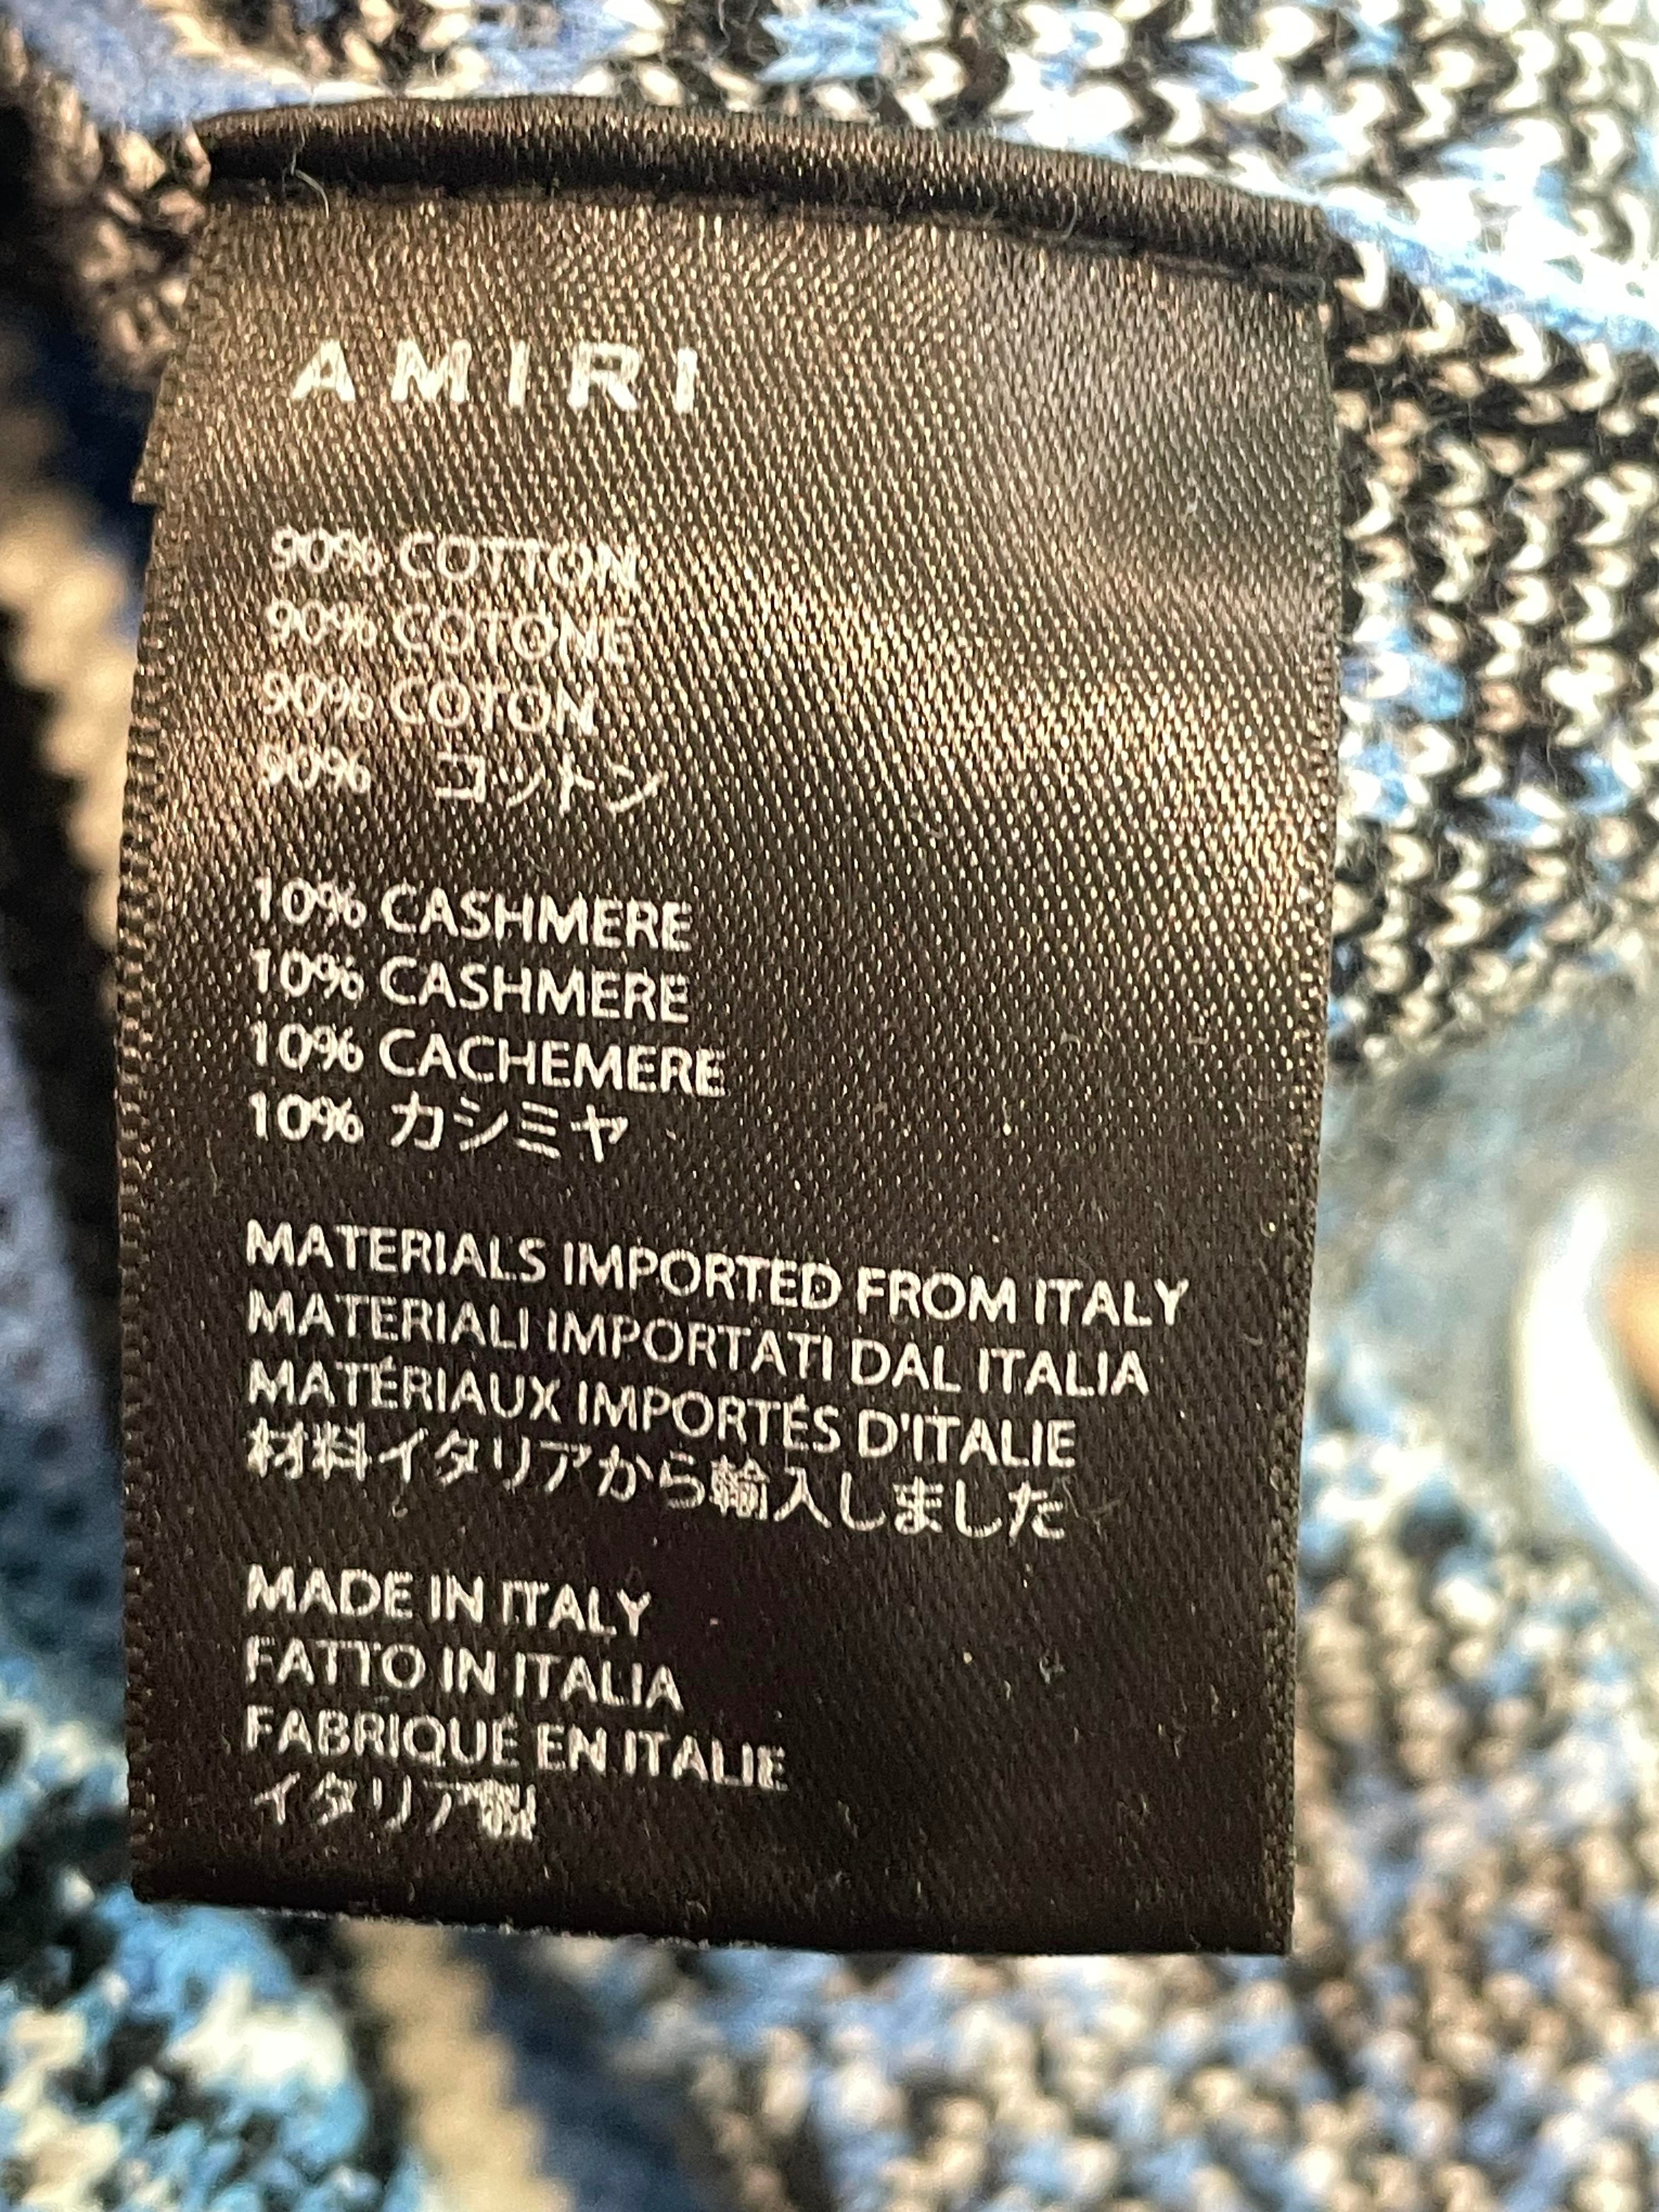 AMIRI
90% COTTON
90% COTONE
90% COTON
90% コットン
10% CASHMERE
10% CASHMERE
10% CACHEMERE
10% カシミヤ
MATERIALS IMPORTED FROM ITALY
MATERIALI IMPORTATI DAL ITALIA
MATÉRIAUX IMPORTÉS D'ITALIE
材料イタリアから輸入しました
MADE IN ITALY
FATTO IN ITALIA
FABRIQUÉ EN ITALIE
イタリア製